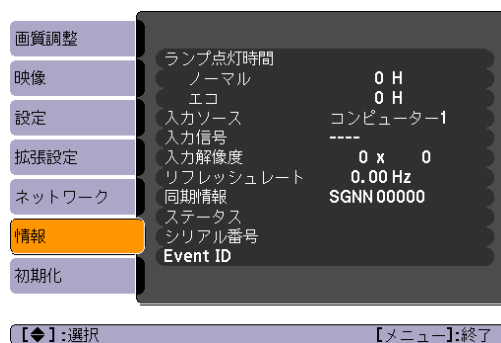 画質調整
映像
設定
拡張設定
ネットワーク
情報
初期化
ランプ点灯時間
ノーマル 0 H
エコ 0 H
入力ソース コンピューター1
入力信号 ----
入力解像度 0 x 0
リフレッシュレート 0.00 Hz
同期情報 SGNN 00000
ステータス
シリアル番号
Event ID
【◆】:選択 【メニュー】:終了